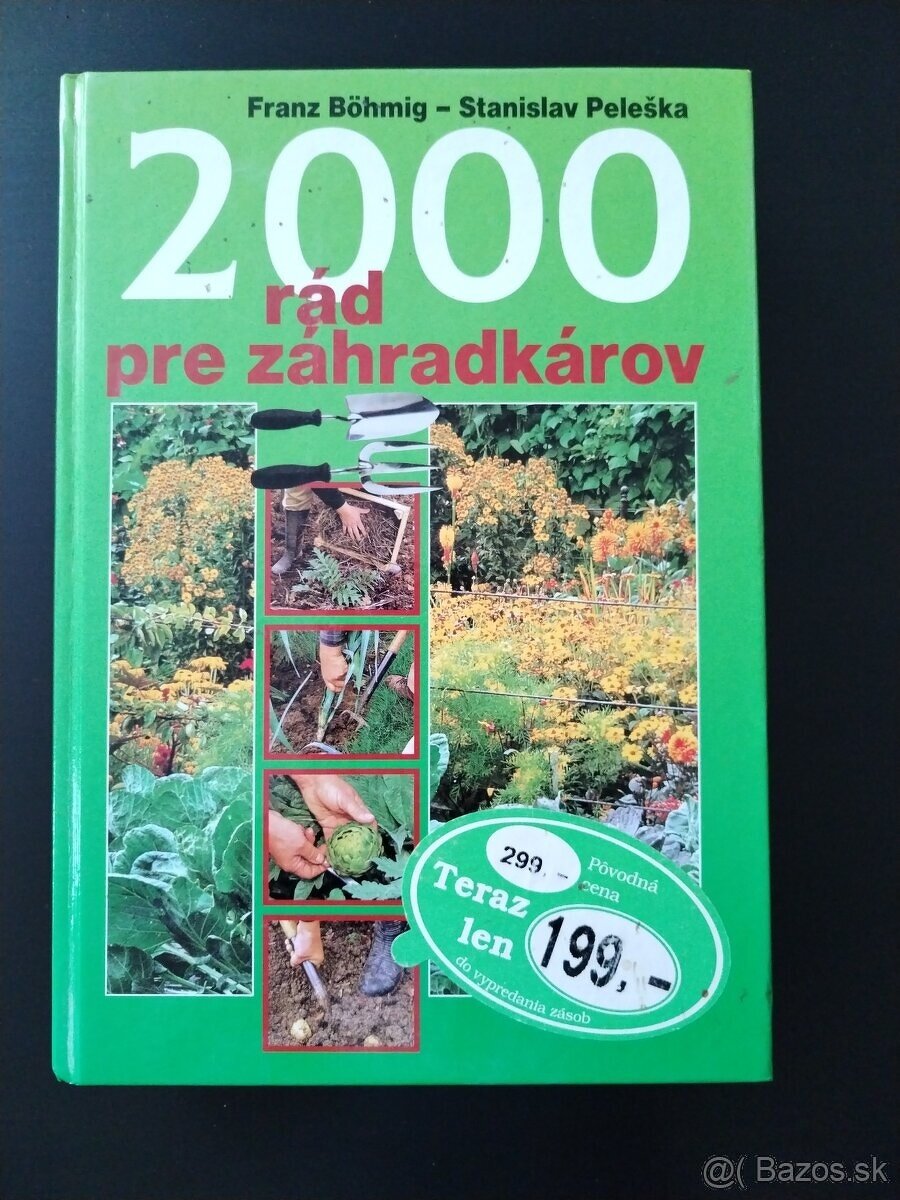 Franz Böhmig – Stanislav Peleška
2000
rád
pre záhradkárov
299,–
Pôvodná
cena
Teraz
len
199,–
do vypredania zásob
@( Bazos.sk